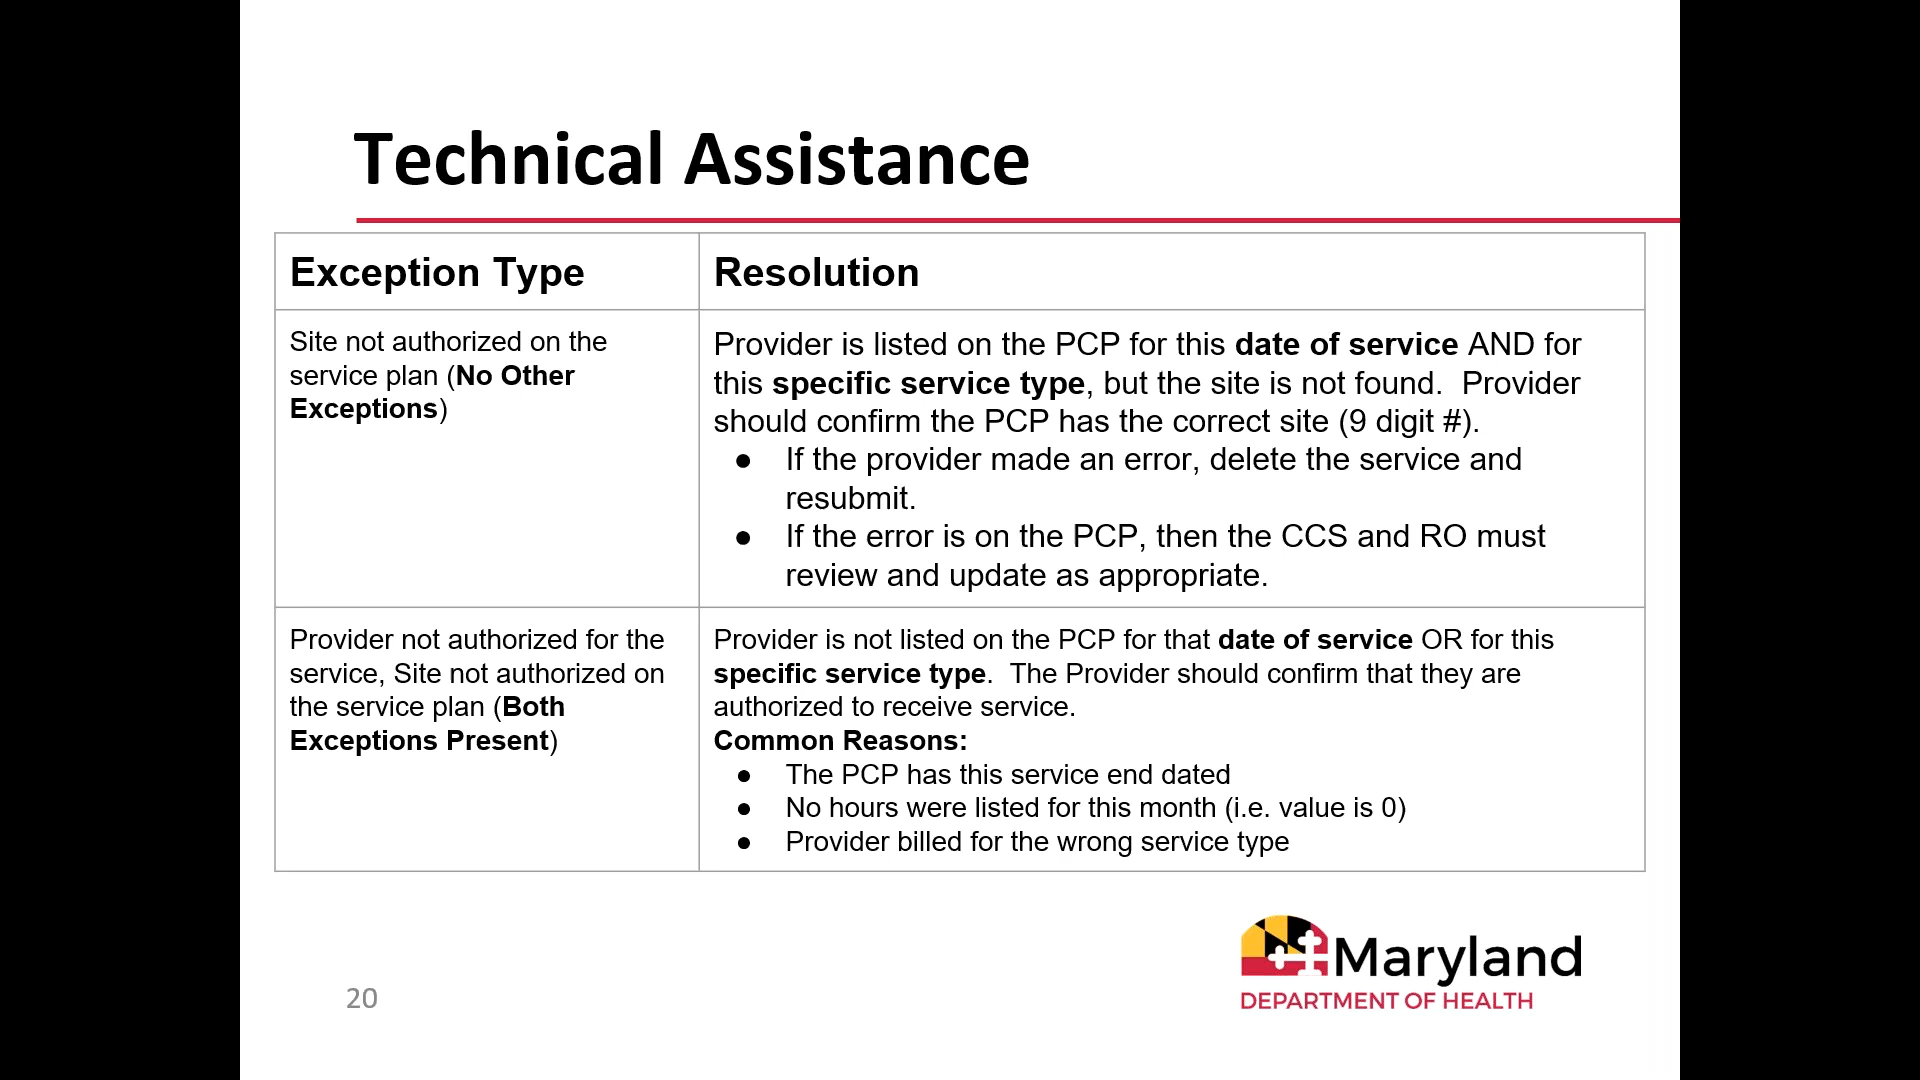 Technical Assistance
Exception Type
Resolution
Site not authorized on the
service plan (No Other
Exceptions)
Provider is listed on the PCP for this date of service AND for
this specific service type, but the site is not found.  Provider
should confirm the PCP has the correct site (9 digit #).
● If the provider made an error, delete the service and
resubmit.
● If the error is on the PCP, then the CCS and RO must
review and update as appropriate.
Provider not authorized for the
service, Site not authorized on
the service plan (Both
Exceptions Present)
Provider is not listed on the PCP for that date of service OR for this
specific service type.  The Provider should confirm that they are
authorized to receive service.
Common Reasons:
● The PCP has this service end dated
● No hours were listed for this month (i.e. value is 0)
● Provider billed for the wrong service type
20
Maryland
DEPARTMENT OF HEALTH